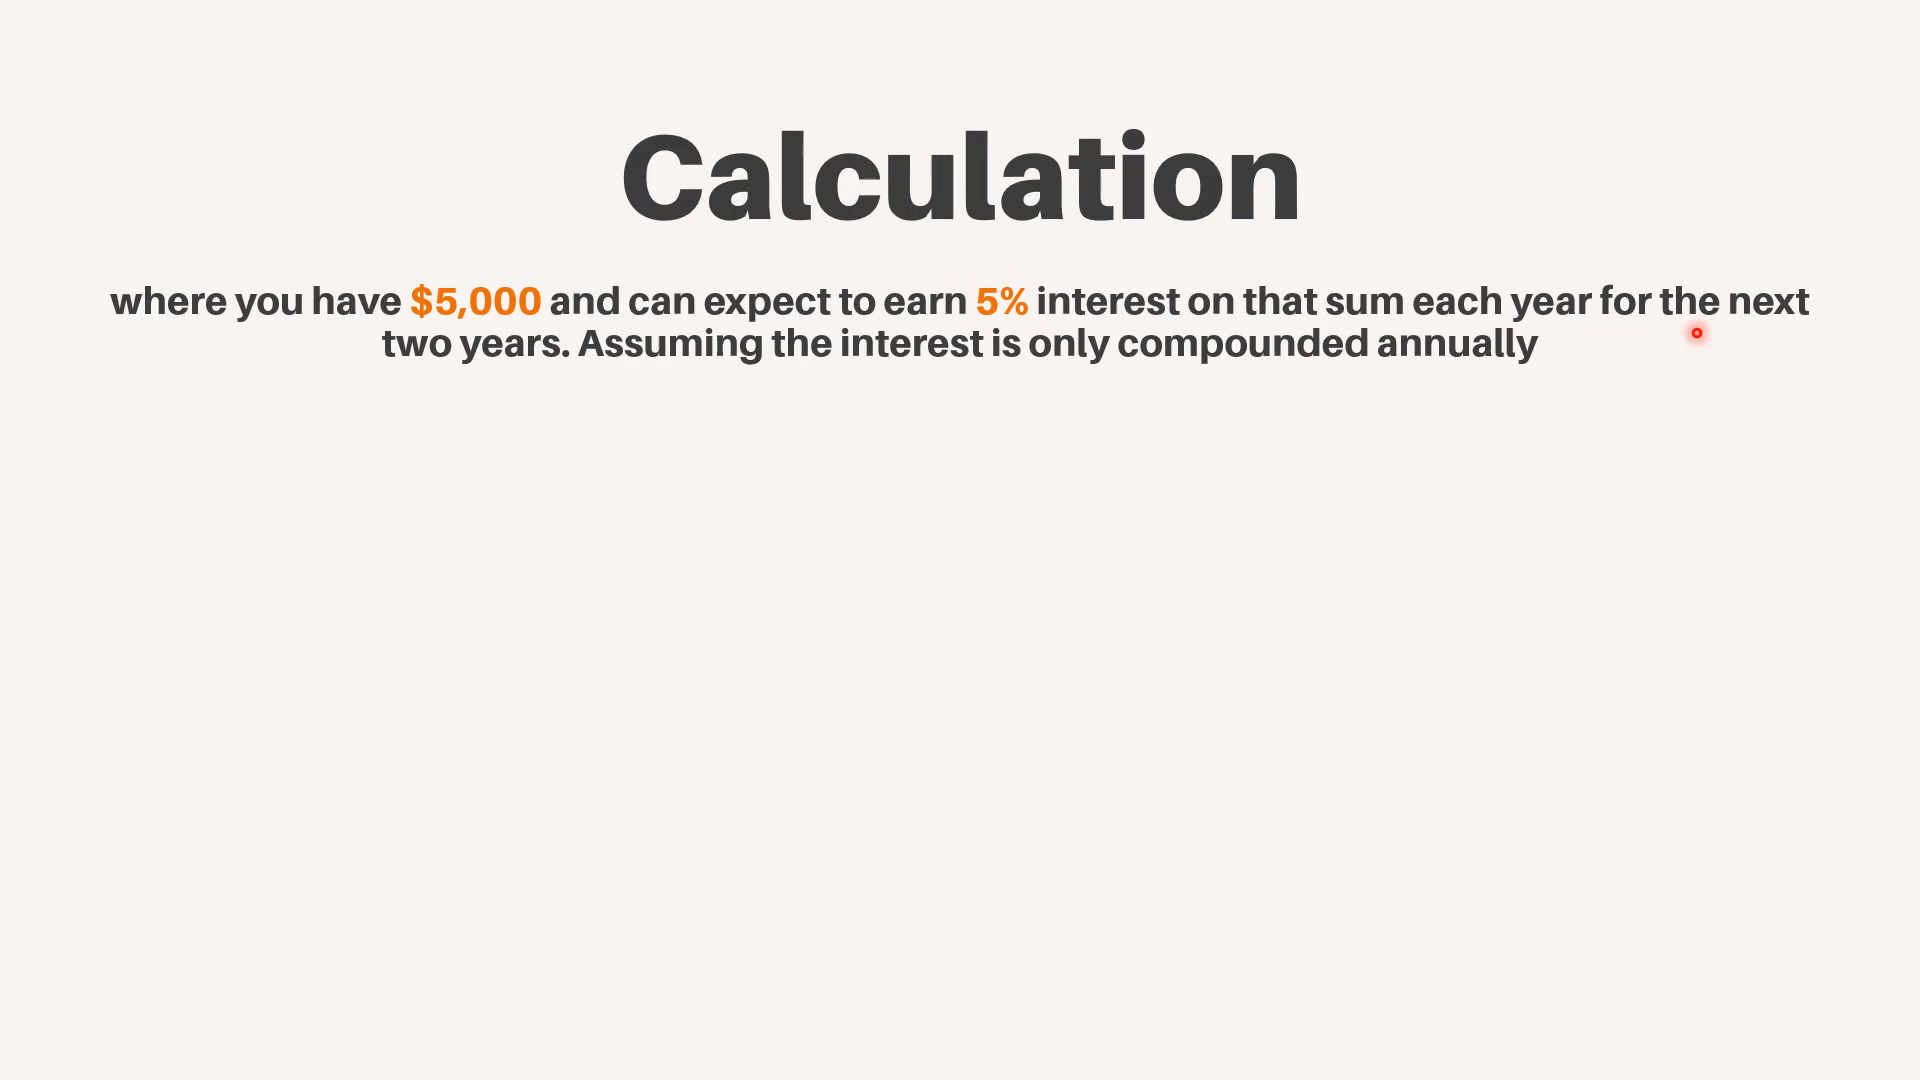 Calculation
where you have $5,000 and can expect to earn 5% interest on that sum each year for the next
two years. Assuming the interest is only compounded annually